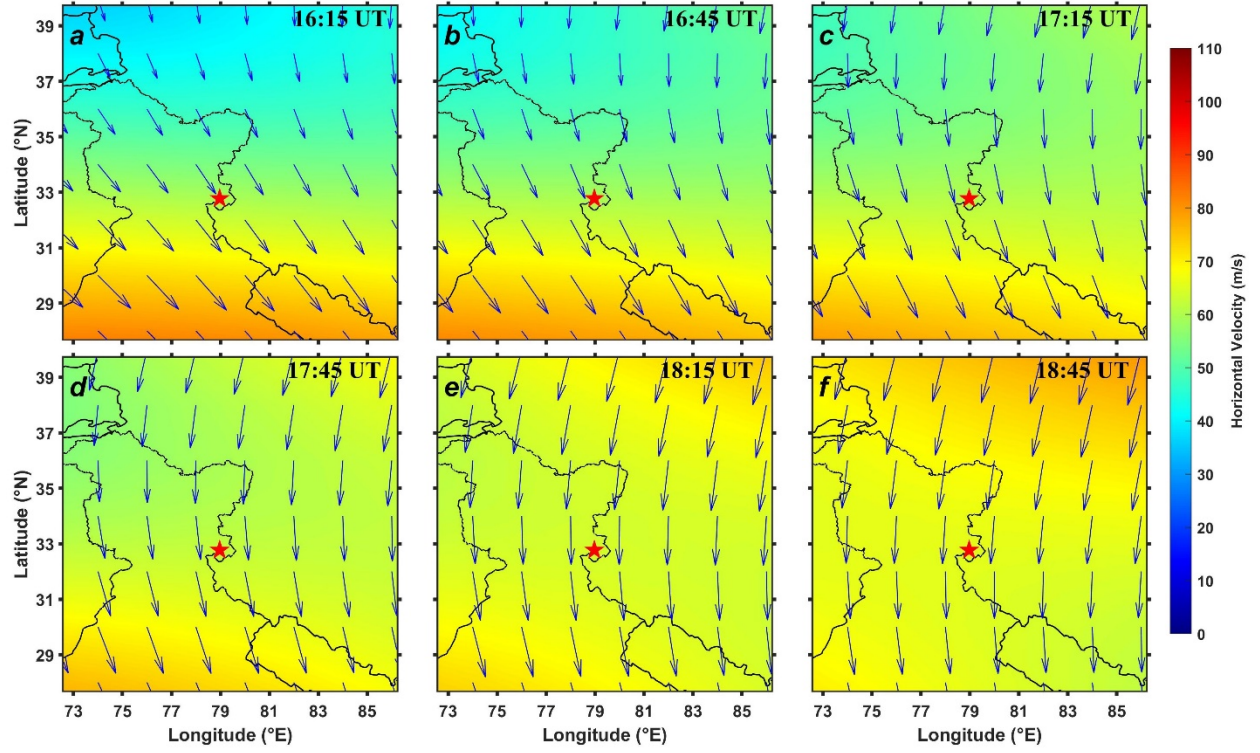 a 16:15 UT
b 16:45 UT
c 17:15 UT
39
37
35
33
31
29
Latitude (°N)
d 17:45 UT
e 18:15 UT
f 18:45 UT
39
37
35
33
31
29
Latitude (°N)
73 75 77 79 81 83 85
Longitude (°E)
73 75 77 79 81 83 85
Longitude (°E)
73 75 77 79 81 83 85
Longitude (°E)
110
100
90
80
70
60
50
40
30
20
10
0
Horizontal Velocity (m/s)